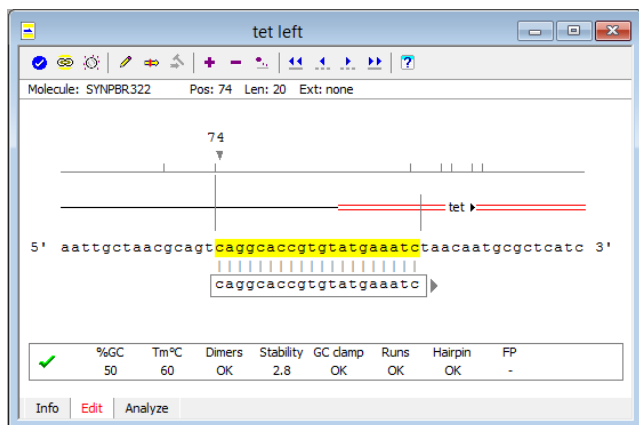 tet left
Molecule: SYNPBR322 Pos: 74 Len: 20 Ext: none
74
tet
5' aattgctaacgcagtcaggcaccgtgtatgaaatctaacaatgcgctcatc 3'
caggcaccgtgtatgaaatc
%GC Tm°C Dimers Stability GC clamp Runs Hairpin FP
50 60 OK 2.8 OK OK OK -
Info Edit Analyze